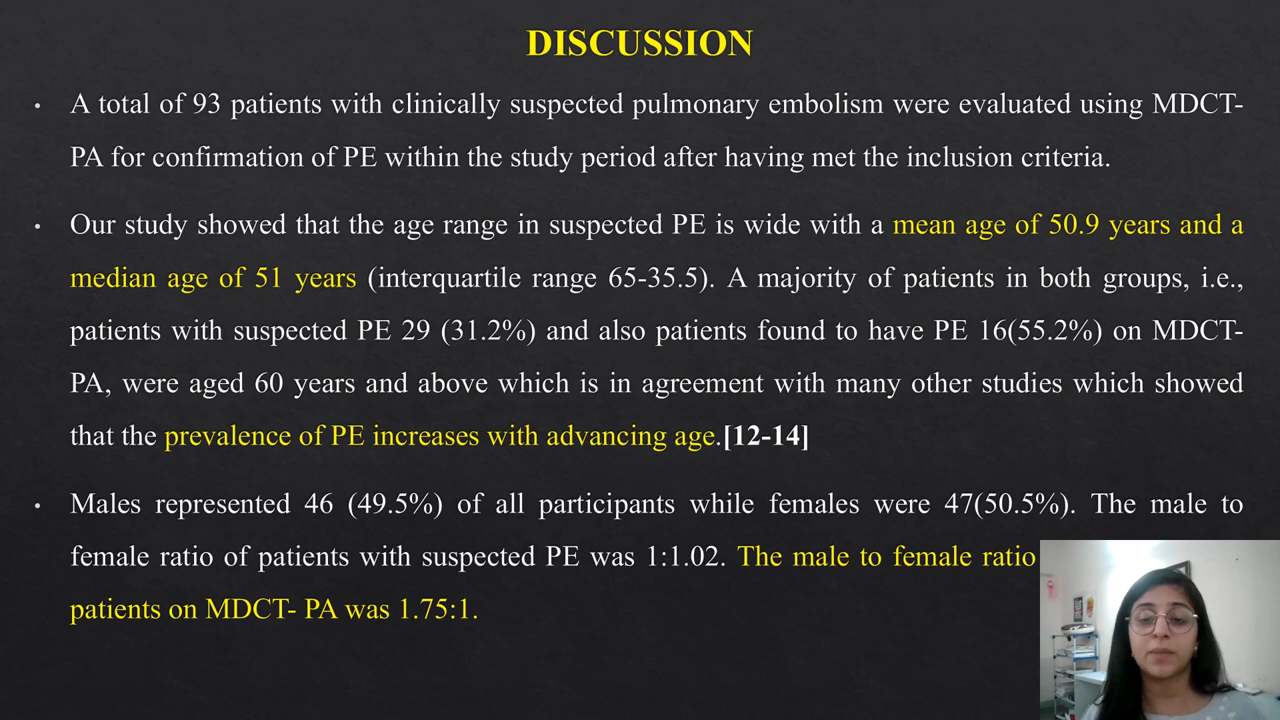 DISCUSSION
• A total of 93 patients with clinically suspected pulmonary embolism were evaluated using MDCT-
PA for confirmation of PE within the study period after having met the inclusion criteria.
• Our study showed that the age range in suspected PE is wide with a mean age of 50.9 years and a
median age of 51 years (interquartile range 65-35.5). A majority of patients in both groups, i.e.,
patients with suspected PE 29 (31.2%) and also patients found to have PE 16(55.2%) on MDCT-
PA, were aged 60 years and above which is in agreement with many other studies which showed
that the prevalence of PE increases with advancing age.[12-14]
• Males represented 46 (49.5%) of all participants while females were 47(50.5%). The male to
female ratio of patients with suspected PE was 1:1.02. The male to female ratio
patients on MDCT- PA was 1.75:1.